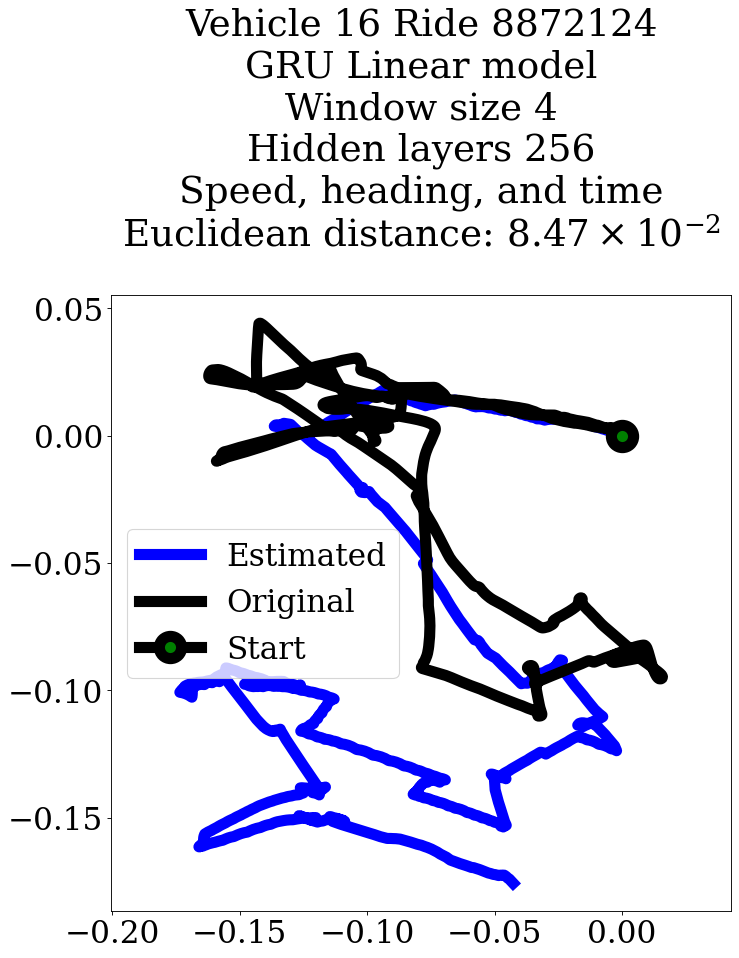 Vehicle 16 Ride 8872124
GRU Linear model
Window size 4
Hidden layers 256
Speed, heading, and time
Euclidean distance: 8.47 × 10⁻²
0.05
0.00
−0.05
−0.10
−0.15
Estimated
Original
Start
−0.20 −0.15 −0.10 −0.05 0.00